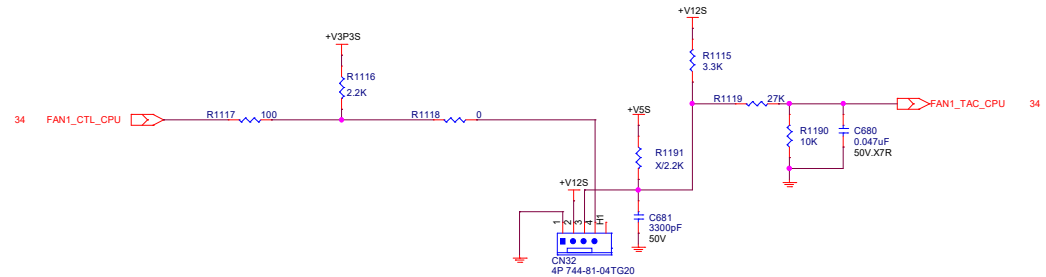 +V12S
+V3P3S
R1115
3.3K
R1116
2.2K
R1119 27K
34 FAN1_CTL_CPU R1117 100 R1118 0
FAN1_TAC_CPU 34
+V5S
R1190
10K
C680
0.047uF
50V.X7R
R1191
X/2.2K
+V12S
1 2 3 4 H1
C681
3300pF
50V
CN32
4P 744-81-04TG20